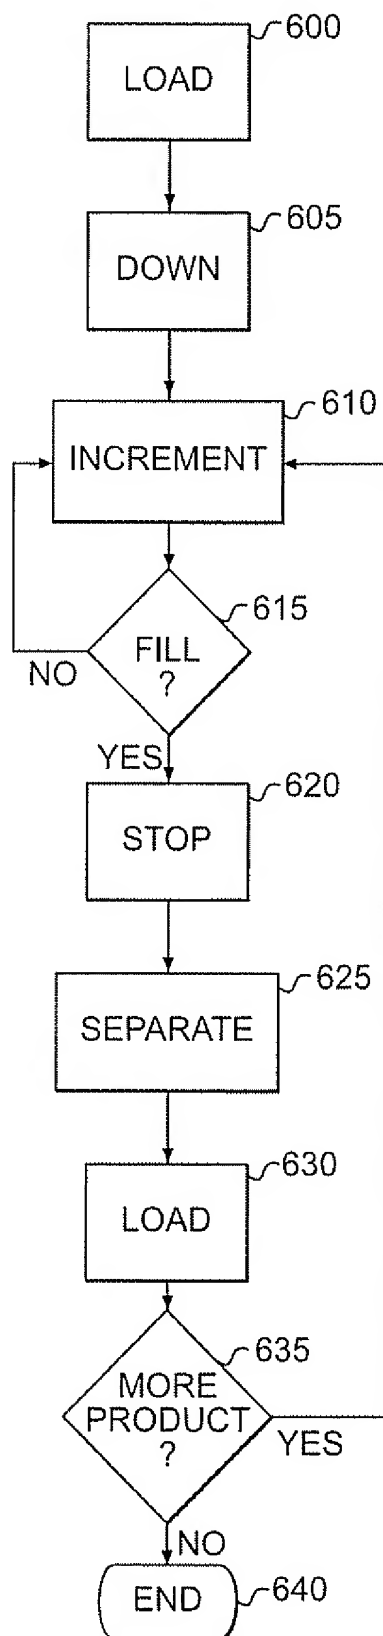 600
LOAD
605
DOWN
610
INCREMENT
615
FILL
?
NO
YES
620
STOP
625
SEPARATE
630
LOAD
635
MORE
PRODUCT
?
YES
NO
END
640